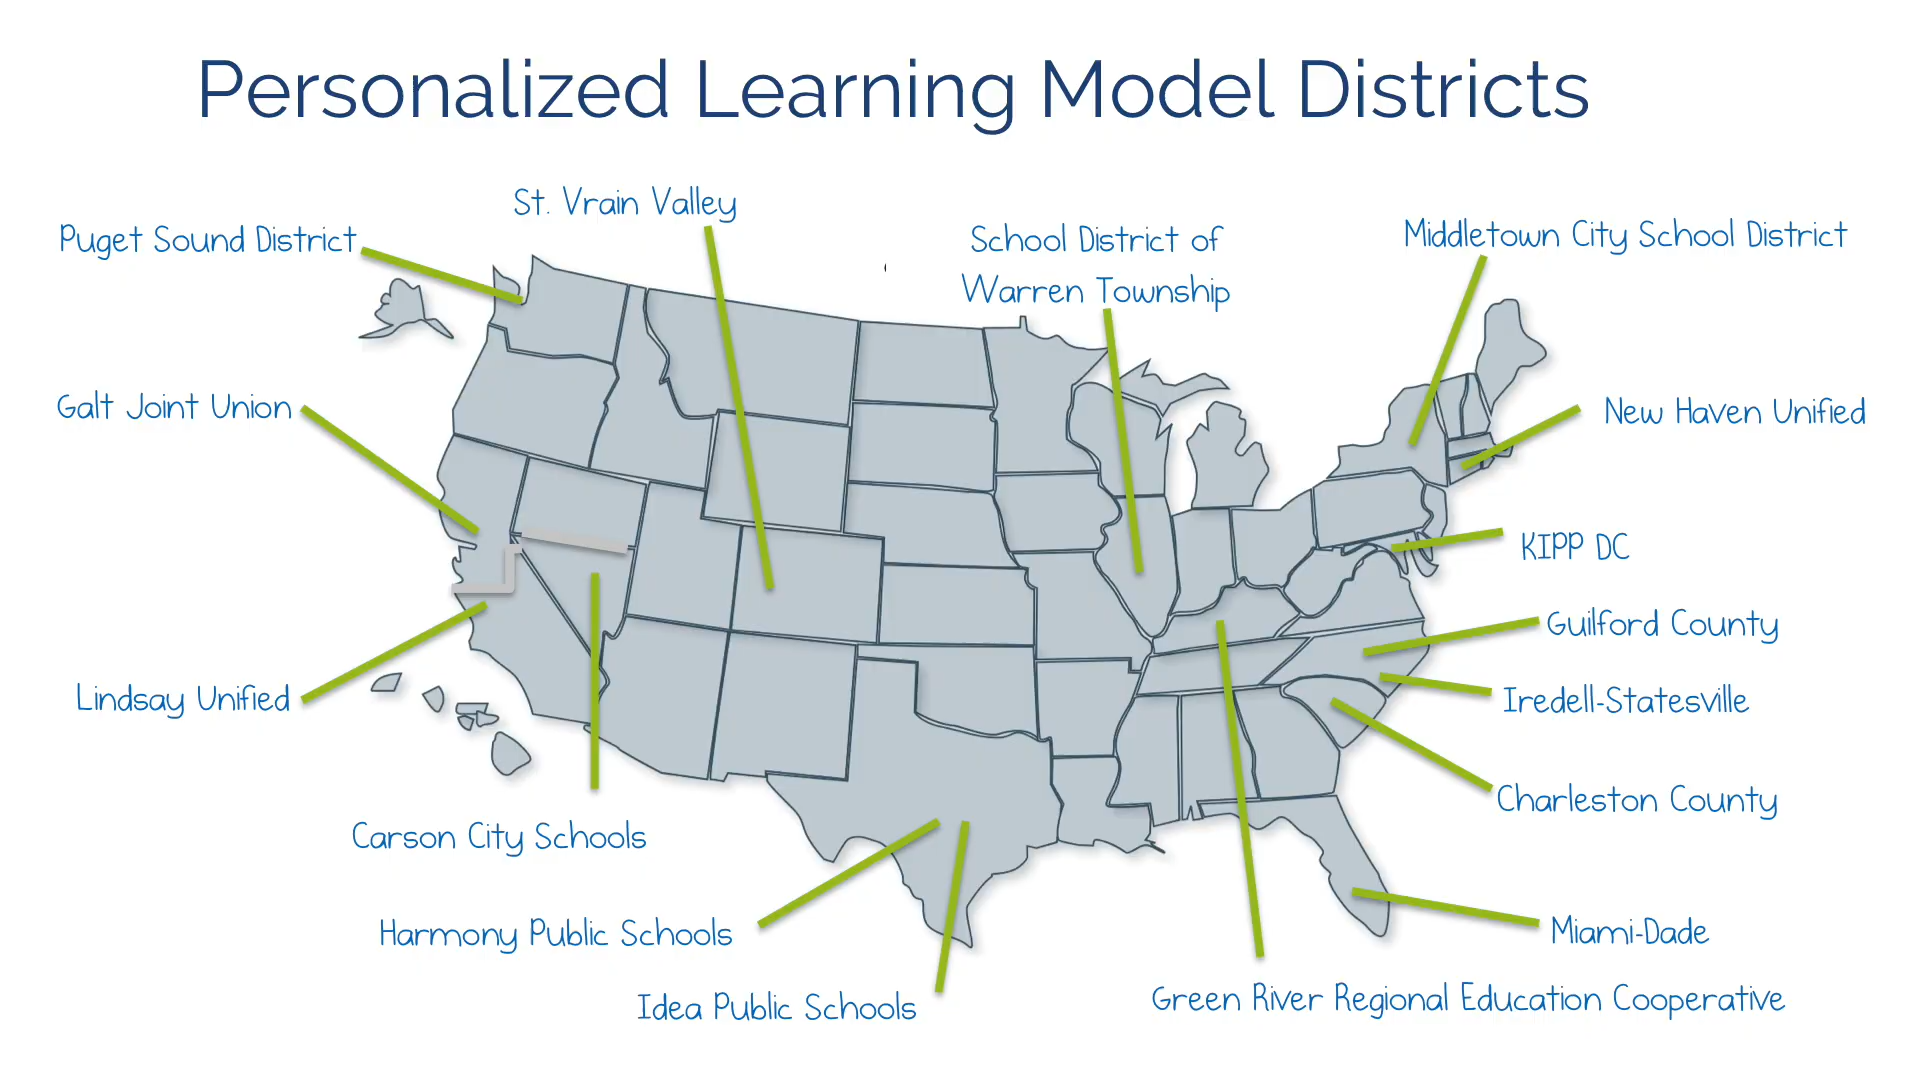 Personalized Learning Model Districts
St. Vrain Valley
Puget Sound District
School District of
Warren Township
Middletown City School District
Galt Joint Union
New Haven Unified
KIPP DC
Guilford County
Lindsay Unified
Iredell-Statesville
Charleston County
Carson City Schools
Harmony Public Schools
Miami-Dade
Idea Public Schools
Green River Regional Education Cooperative